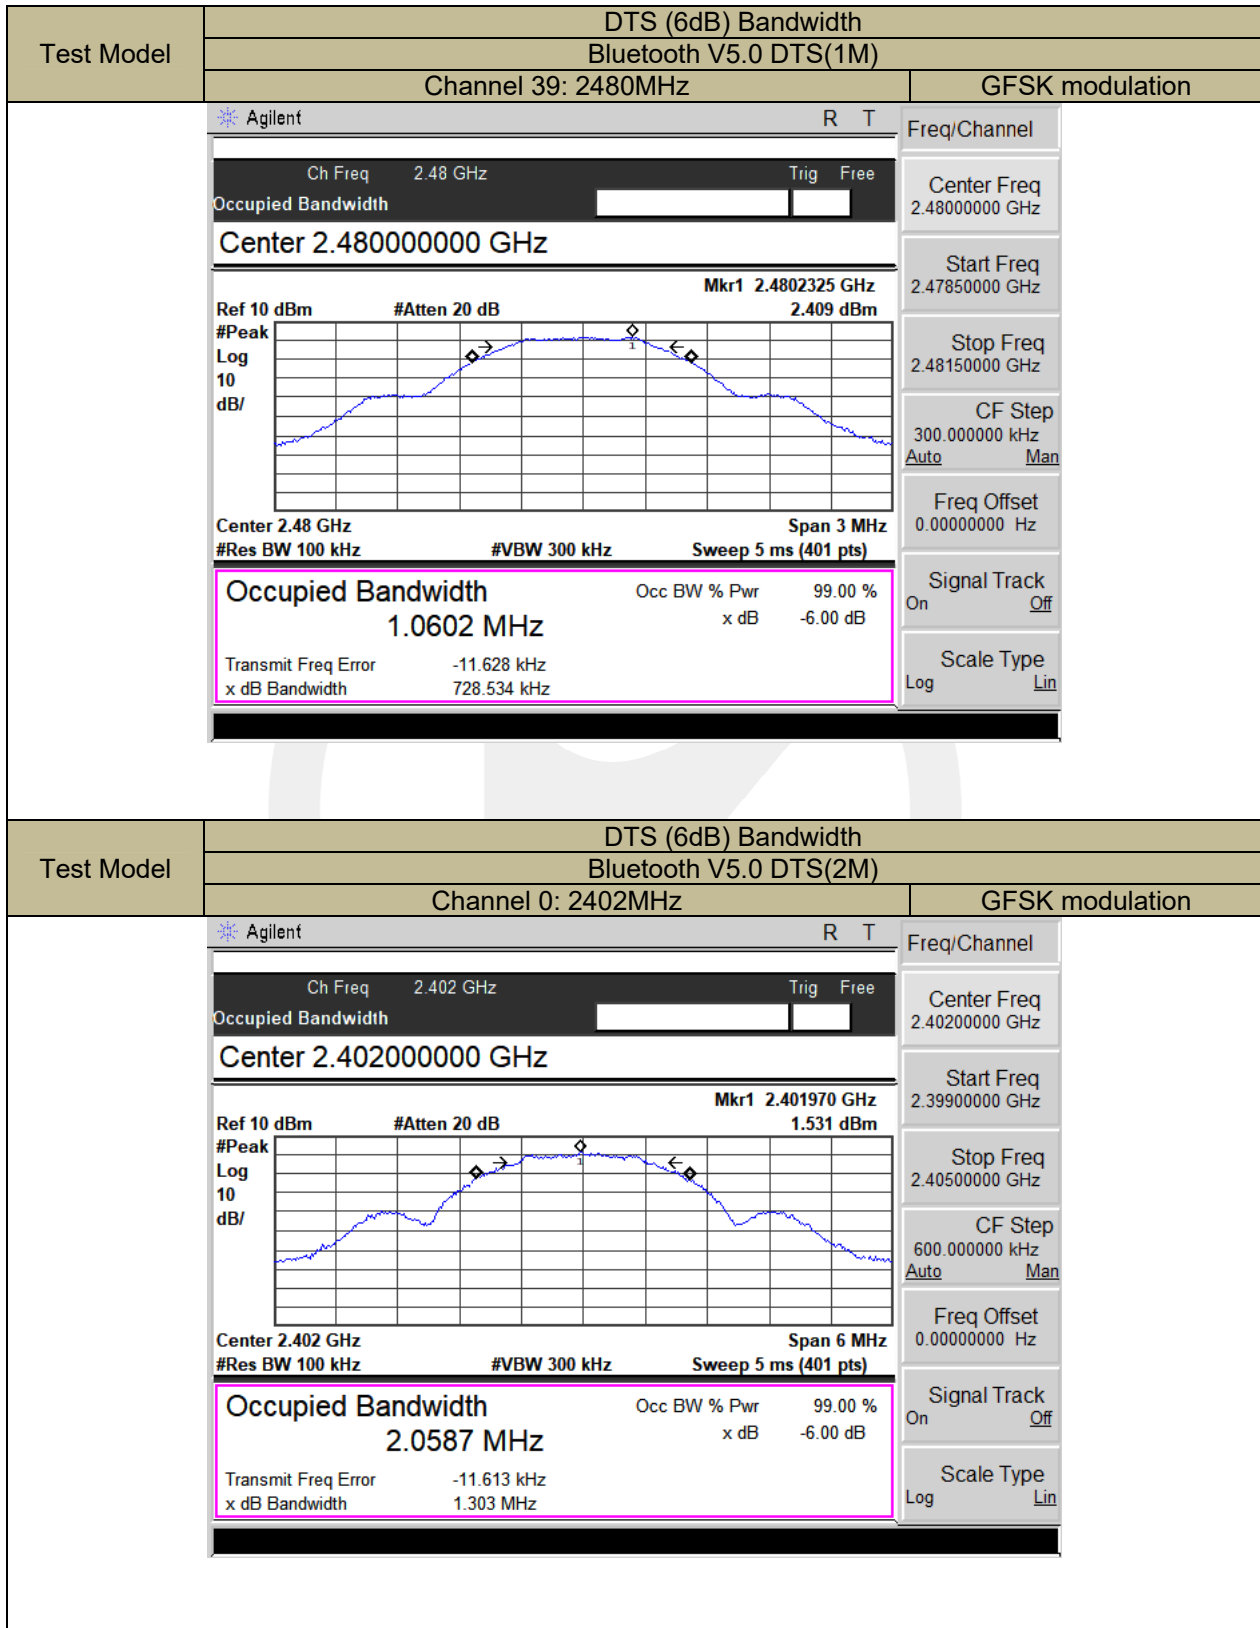 Test Model
DTS (6dB) Bandwidth
Bluetooth V5.0 DTS(1M)
Channel 39: 2480MHz GFSK modulation
Agilent R T
Freq/Channel
Ch Freq 2.48 GHz Trig Free
Occupied Bandwidth
Center 2.480000000 GHz
Mkr1 2.4802325 GHz
Ref 10 dBm #Atten 20 dB 2.409 dBm
#Peak
Log
10
dB/
1
Center 2.48 GHz Span 3 MHz
#Res BW 100 kHz #VBW 300 kHz Sweep 5 ms (401 pts)
Occupied Bandwidth Occ BW % Pwr 99.00 %
1.0602 MHz x dB -6.00 dB
Transmit Freq Error -11.628 kHz
x dB Bandwidth 728.534 kHz
Center Freq
2.48000000 GHz
Start Freq
2.47850000 GHz
Stop Freq
2.48150000 GHz
CF Step
300.000000 kHz
Auto Man
Freq Offset
0.00000000 Hz
Signal Track
On Off
Scale Type
Log Lin
Test Model
DTS (6dB) Bandwidth
Bluetooth V5.0 DTS(2M)
Channel 0: 2402MHz GFSK modulation
Agilent R T
Freq/Channel
Ch Freq 2.402 GHz Trig Free
Occupied Bandwidth
Center 2.402000000 GHz
Mkr1 2.401970 GHz
Ref 10 dBm #Atten 20 dB 1.531 dBm
#Peak
Log
10
dB/
1
Center 2.402 GHz Span 6 MHz
#Res BW 100 kHz #VBW 300 kHz Sweep 5 ms (401 pts)
Occupied Bandwidth Occ BW % Pwr 99.00 %
2.0587 MHz x dB -6.00 dB
Transmit Freq Error -11.613 kHz
x dB Bandwidth 1.303 MHz
Center Freq
2.40200000 GHz
Start Freq
2.39900000 GHz
Stop Freq
2.40500000 GHz
CF Step
600.000000 kHz
Auto Man
Freq Offset
0.00000000 Hz
Signal Track
On Off
Scale Type
Log Lin